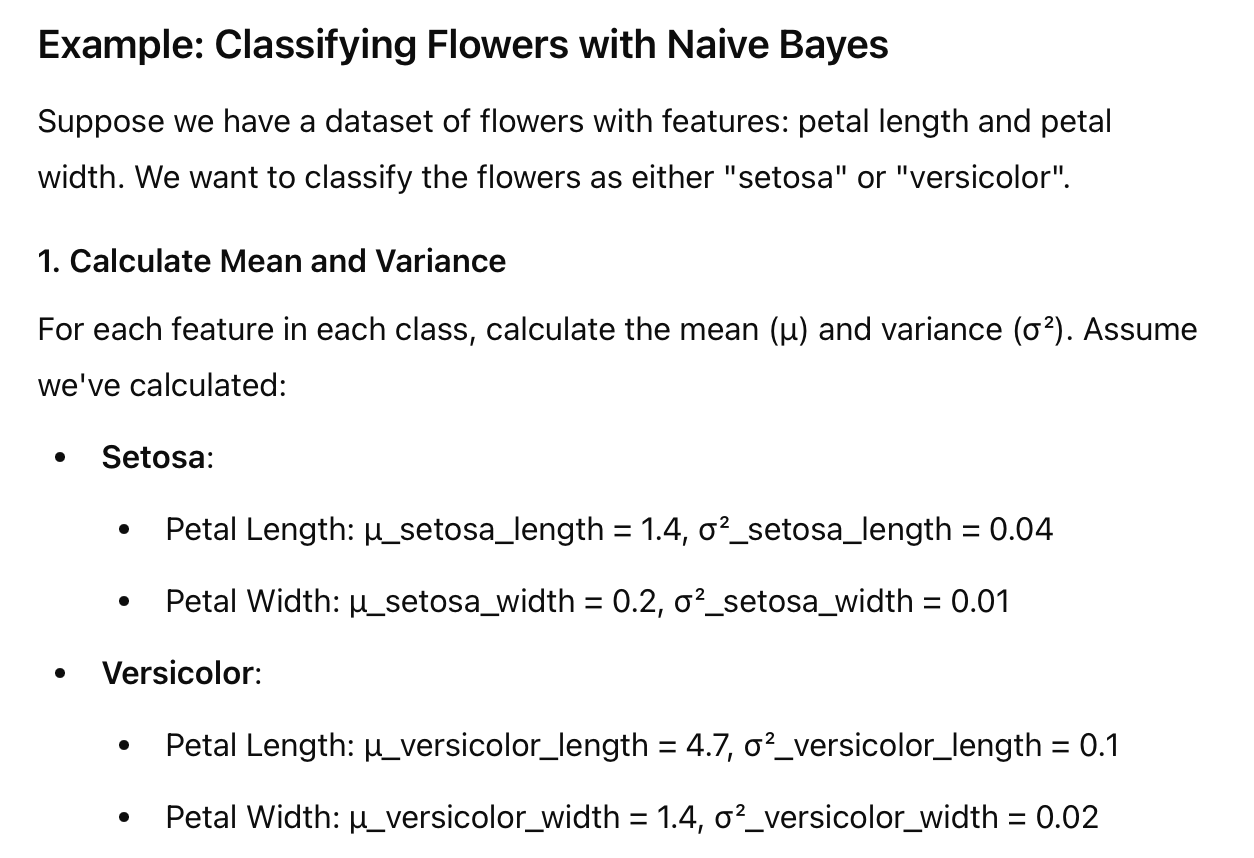 Example: Classifying Flowers with Naive Bayes
Suppose we have a dataset of flowers with features: petal length and petal
width. We want to classify the flowers as either "setosa" or "versicolor".
1. Calculate Mean and Variance
For each feature in each class, calculate the mean (μ) and variance (σ²). Assume
we've calculated:
• Setosa:
• Petal Length: μ_setosa_length = 1.4, σ²_setosa_length = 0.04
• Petal Width: μ_setosa_width = 0.2, σ²_setosa_width = 0.01
• Versicolor:
• Petal Length: μ_versicolor_length = 4.7, σ²_versicolor_length = 0.1
• Petal Width: μ_versicolor_width = 1.4, σ²_versicolor_width = 0.02